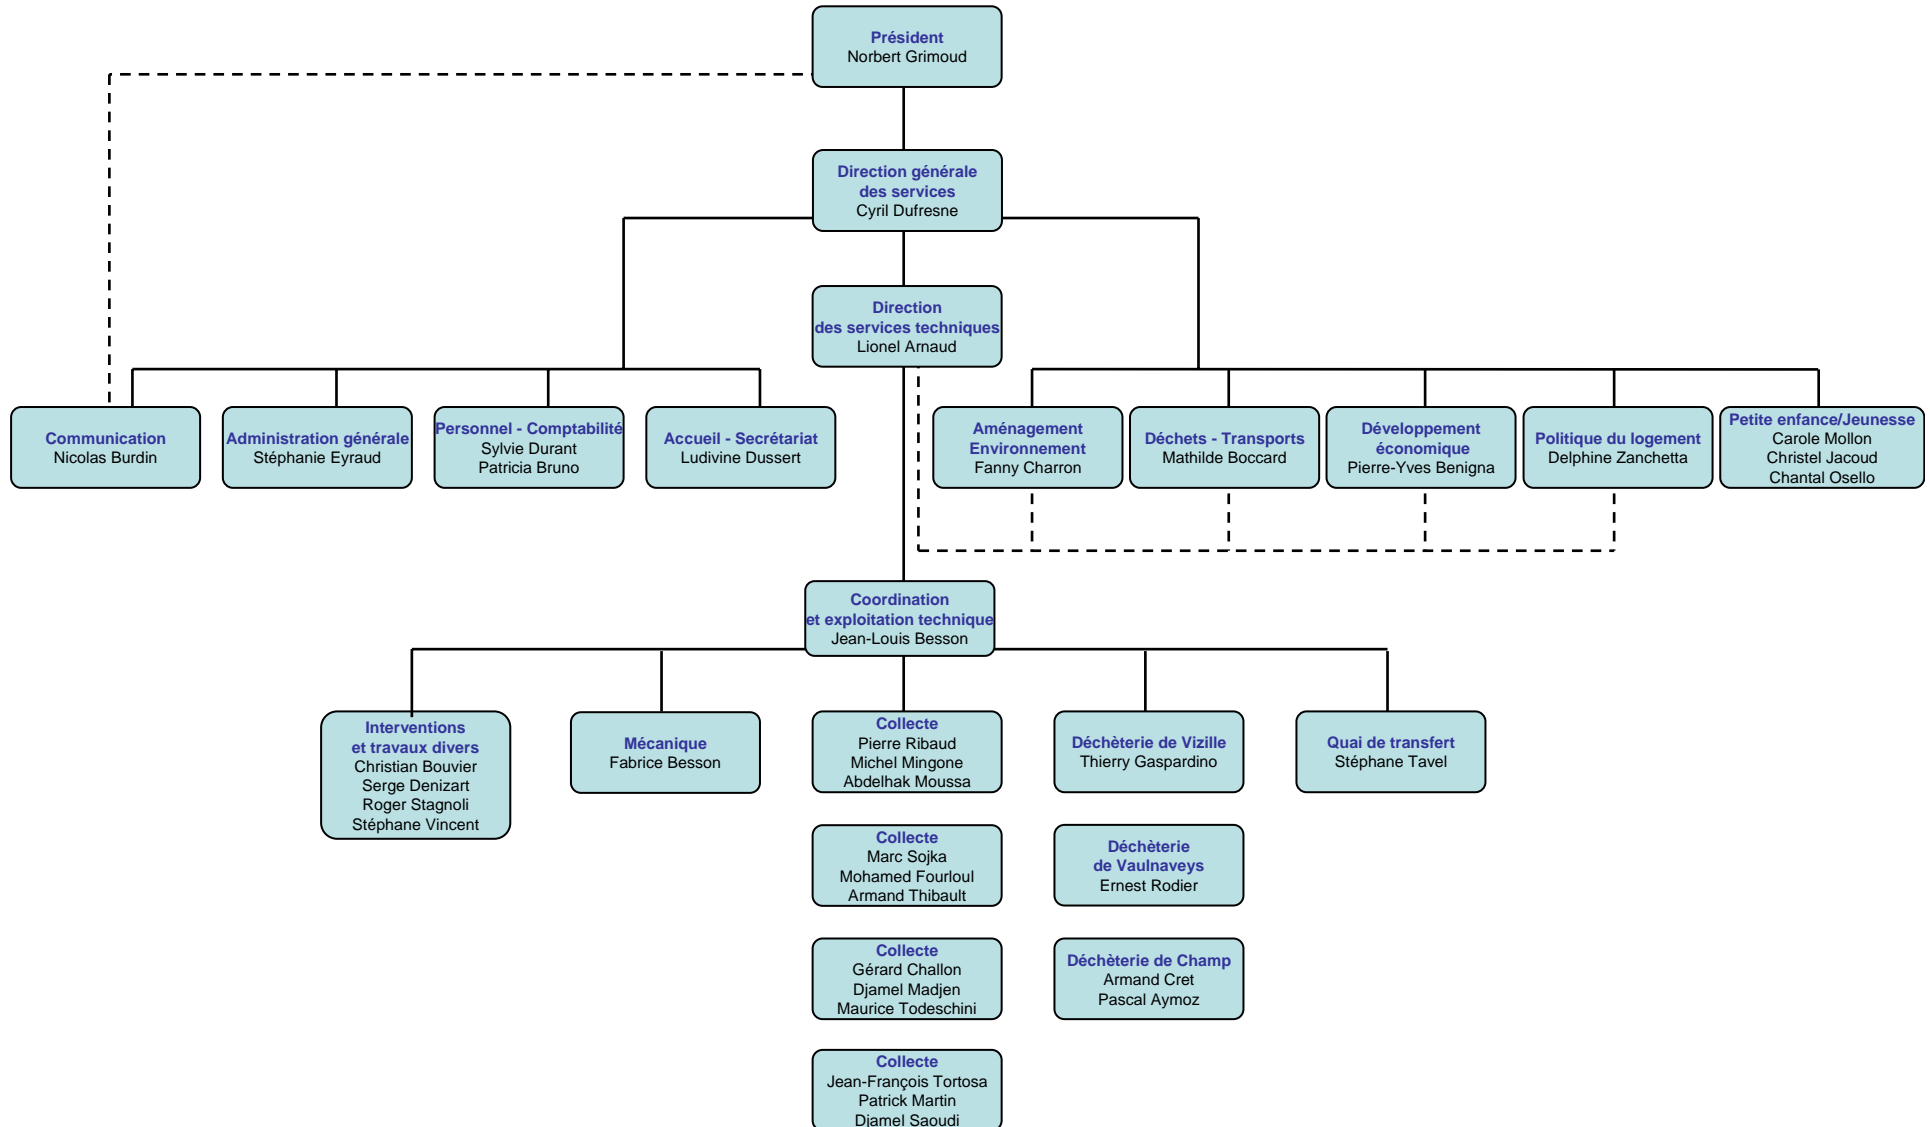 Président
Norbert Grimoud
Direction générale
des services
Cyril Dufresne
Direction
des services techniques
Lionel Arnaud
Communication
Nicolas Burdin
Administration générale
Stéphanie Eyraud
Personnel - Comptabilité
Sylvie Durant
Patricia Bruno
Accueil - Secrétariat
Ludivine Dussert
Aménagement
Environnement
Fanny Charron
Déchets - Transports
Mathilde Boccard
Développement
économique
Pierre-Yves Benigna
Politique du logement
Delphine Zanchetta
Petite enfance/Jeunesse
Carole Mollon
Christel Jacoud
Chantal Osello
Coordination
et exploitation technique
Jean-Louis Besson
Interventions
et travaux divers
Christian Bouvier
Serge Denizart
Roger Stagnoli
Stéphane Vincent
Mécanique
Fabrice Besson
Collecte
Pierre Ribaud
Michel Mingone
Abdelhak Moussa
Déchèterie de Vizille
Thierry Gaspardino
Quai de transfert
Stéphane Tavel
Collecte
Marc Sojka
Mohamed Fourloul
Armand Thibault
Déchèterie
de Vaulnaveys
Ernest Rodier
Collecte
Gérard Challon
Djamel Madjen
Maurice Todeschini
Déchèterie de Champ
Armand Cret
Pascal Aymoz
Collecte
Jean-François Tortosa
Patrick Martin
Djamel Saoudi